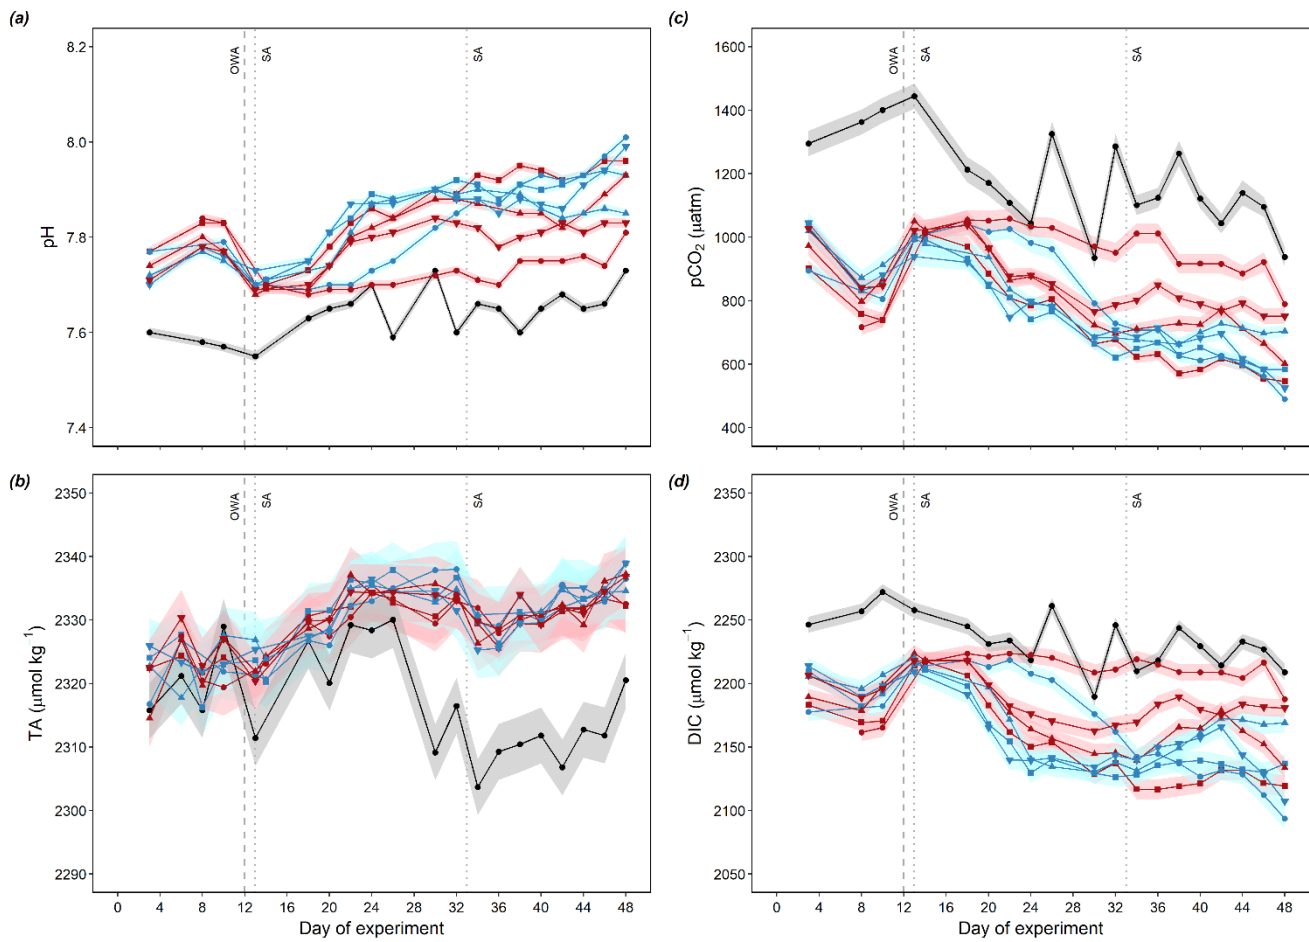 (a)
8.2
8.0
7.8
7.6
7.4
pH
OWA
SA
SA
(c)
1600
1400
1200
1000
800
600
400
pCO₂ (µatm)
OWA
SA
SA
(b)
2350
2340
2330
2320
2310
2300
2290
TA (µmol kg⁻¹)
OWA
SA
SA
0 4 8 12 16 20 24 28 32 36 40 44 48
Day of experiment
(d)
2350
2300
2250
2200
2150
2100
2050
DIC (µmol kg⁻¹)
OWA
SA
SA
0 4 8 12 16 20 24 28 32 36 40 44 48
Day of experiment